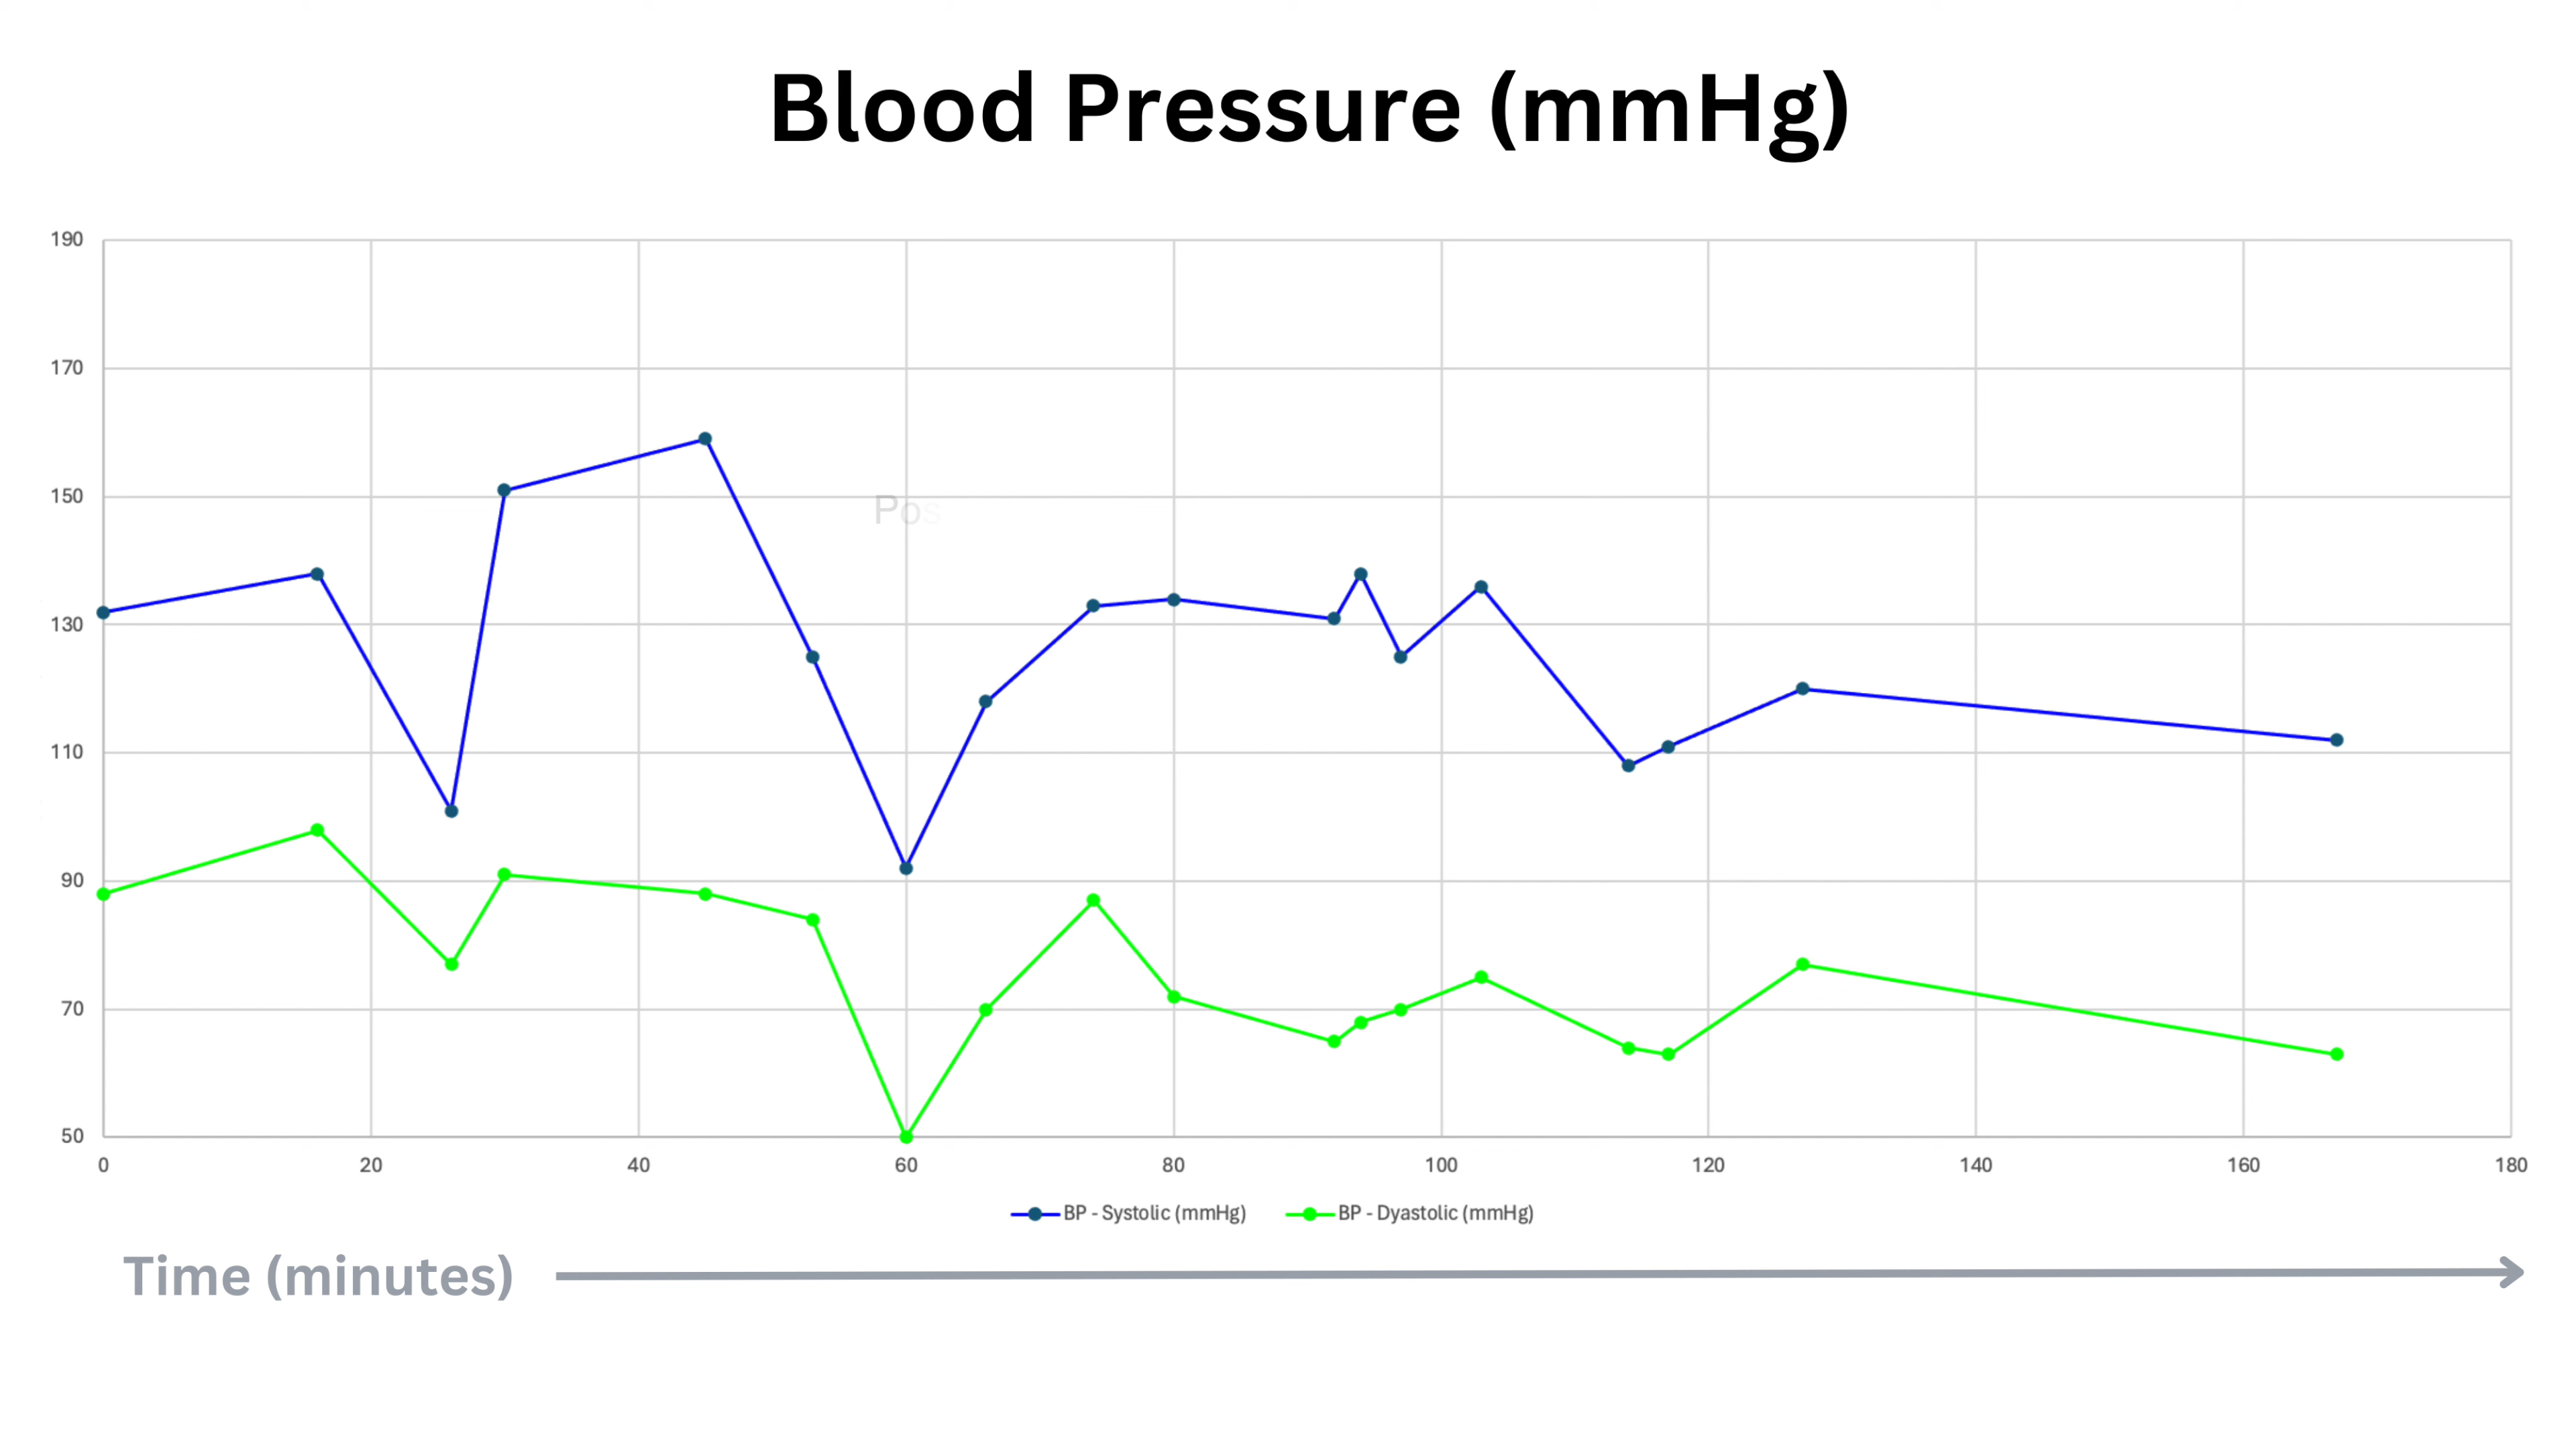 Blood Pressure (mmHg)
190
170
150
Pos
130
110
90
70
50
0 20 40 60 80 100 120 140 160 180
BP - Systolic (mmHg) BP - Dyastolic (mmHg)
Time (minutes)